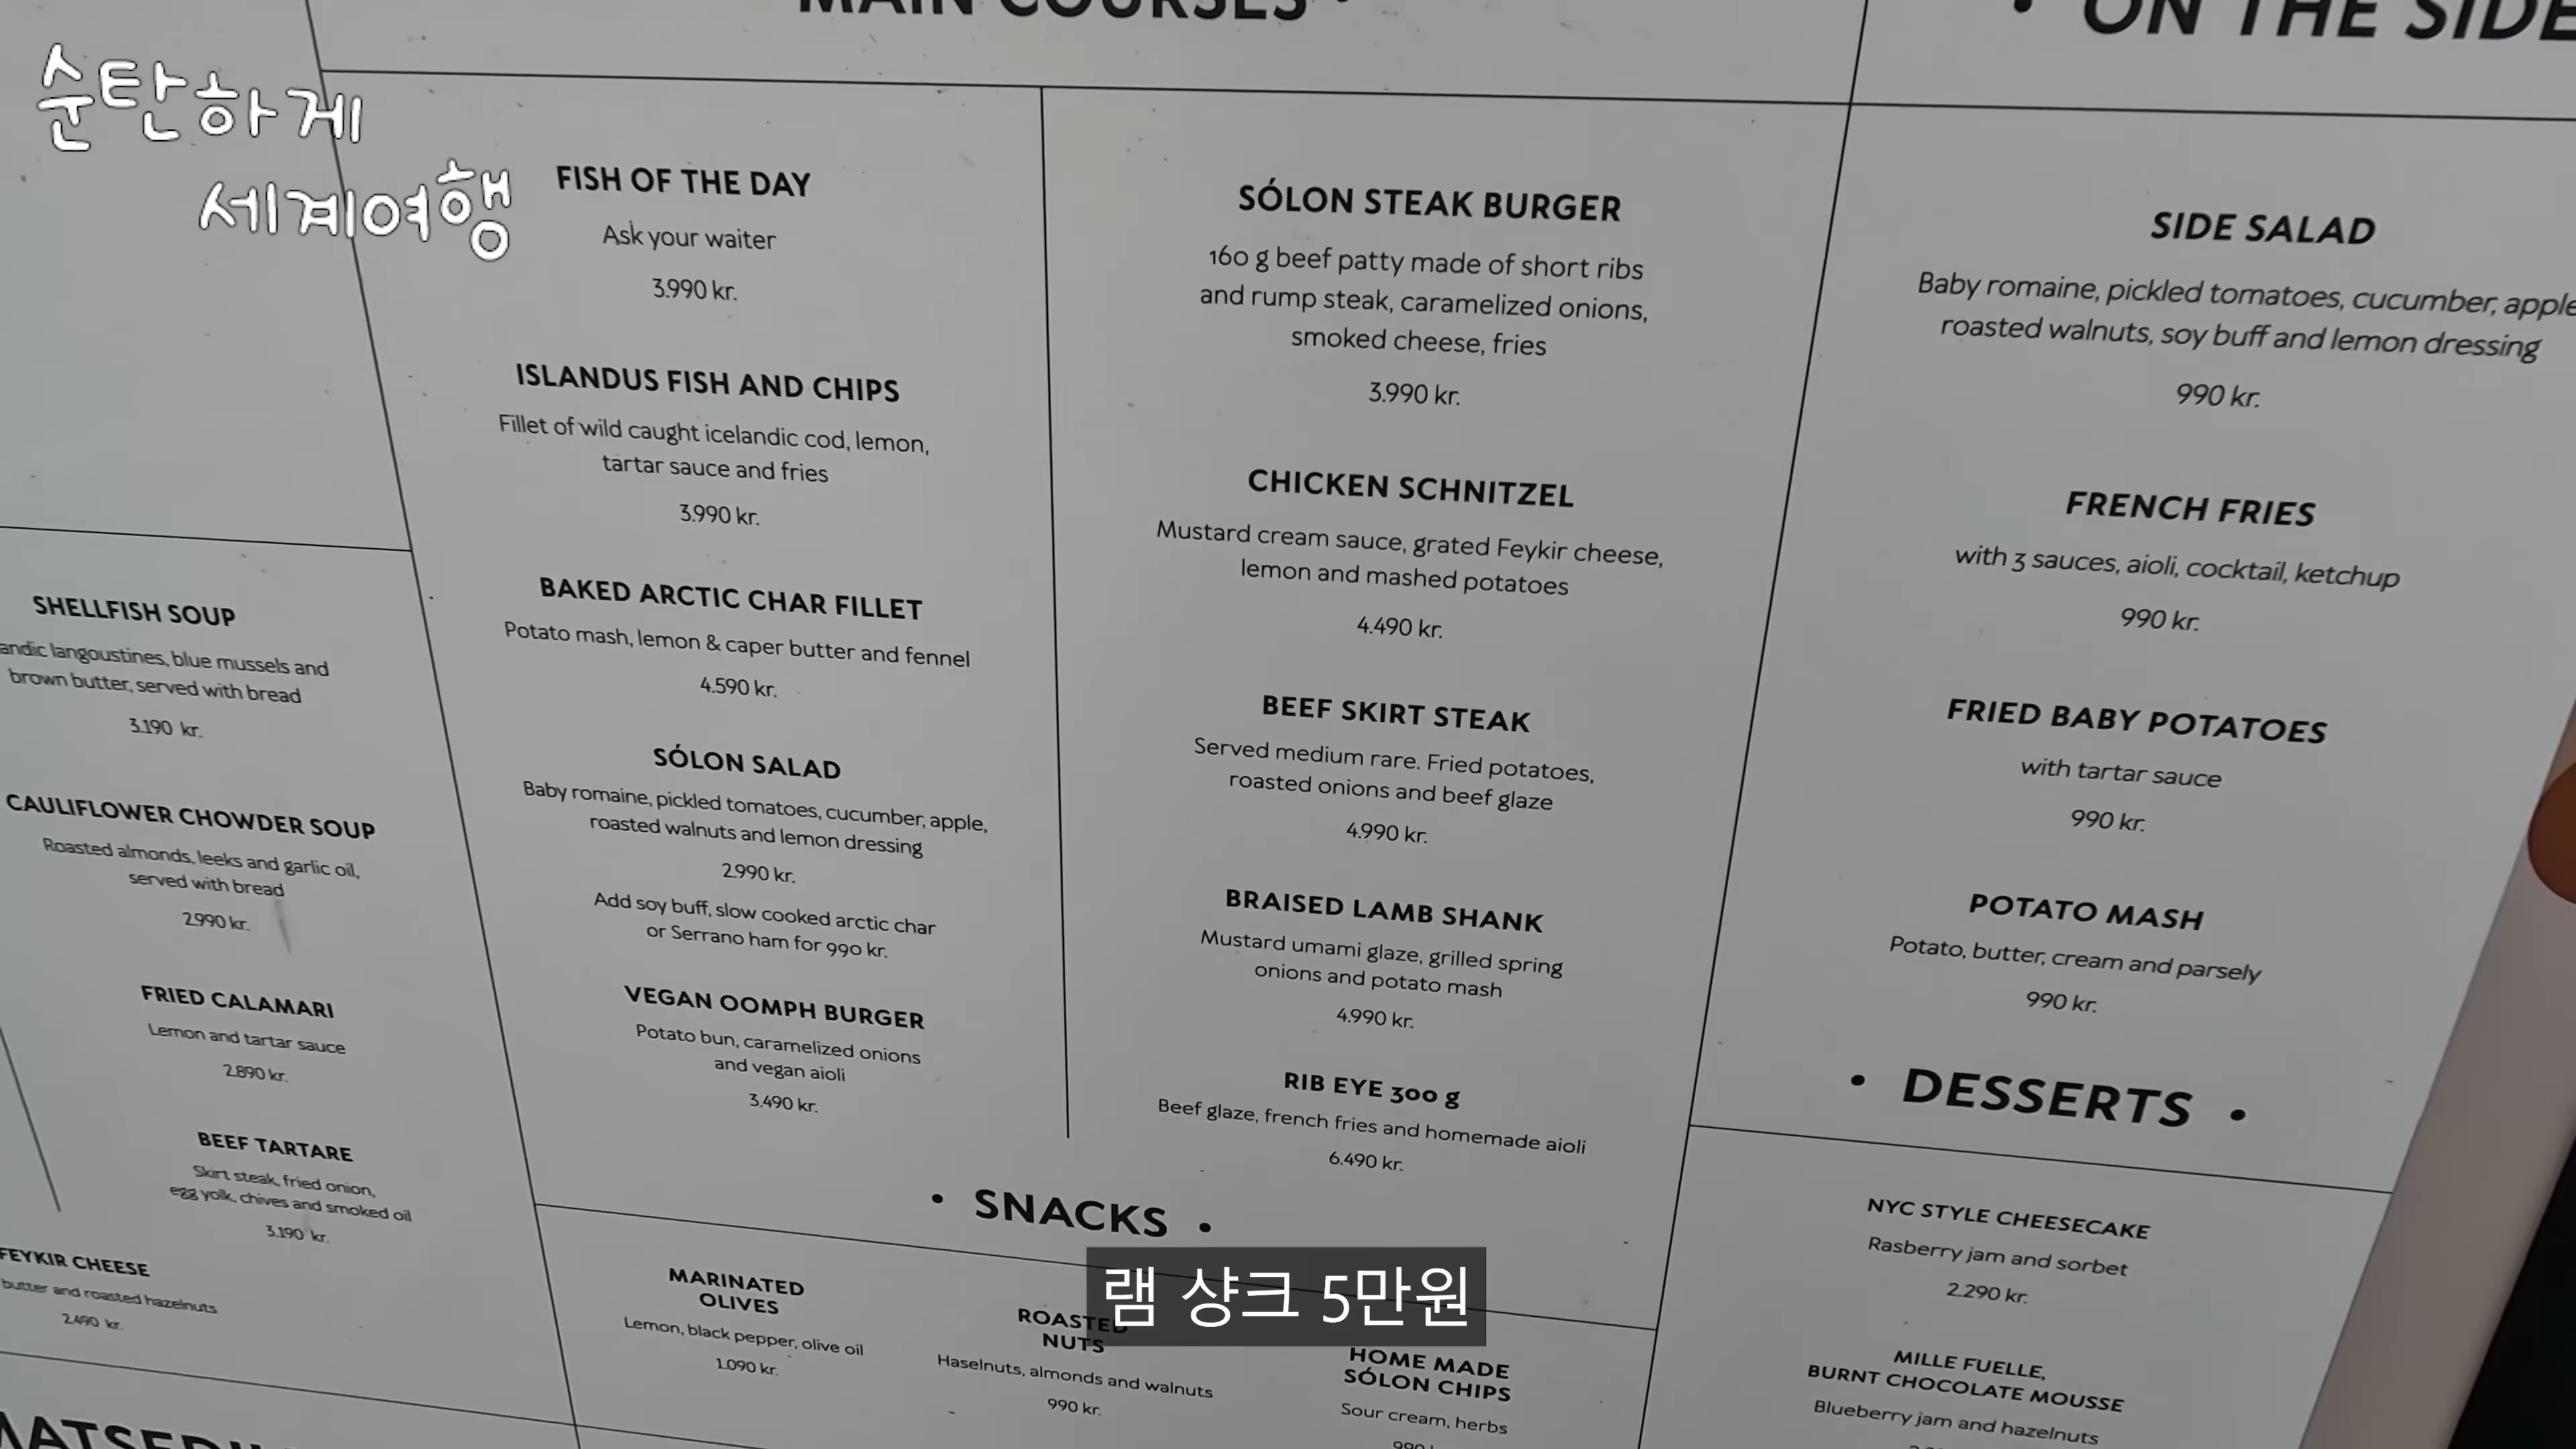 순탄하게
세계여행
MAIN COURSES
FISH OF THE DAY
Ask your waiter
3.990 kr.
ISLANDUS FISH AND CHIPS
Fillet of wild caught icelandic cod, lemon,
tartar sauce and fries
3.990 kr.
BAKED ARCTIC CHAR FILLET
Potato mash, lemon & caper butter and fennel
4.590 kr.
SÓLON SALAD
Baby romaine, pickled tomatoes, cucumber, apple,
roasted walnuts and lemon dressing
2.990 kr.
Add soy buff, slow cooked arctic char
or Serrano ham for 990 kr.
VEGAN OOMPH BURGER
Potato bun, caramelized onions
and vegan aioli
3.490 kr.
SÓLON STEAK BURGER
160 g beef patty made of short ribs
and rump steak, caramelized onions,
smoked cheese, fries
3.990 kr.
CHICKEN SCHNITZEL
Mustard cream sauce, grated Feykir cheese,
lemon and mashed potatoes
4.490 kr.
BEEF SKIRT STEAK
Served medium rare. Fried potatoes,
roasted onions and beef glaze
4.990 kr.
BRAISED LAMB SHANK
Mustard umami glaze, grilled spring
onions and potato mash
4.990 kr.
RIB EYE 300 g
Beef glaze, french fries and homemade aioli
6.490 kr.
• ON THE SIDE
SIDE SALAD
Baby romaine, pickled tomatoes, cucumber, apple
roasted walnuts, soy buff and lemon dressing
990 kr.
FRENCH FRIES
with 3 sauces, aioli, cocktail, ketchup
990 kr.
FRIED BABY POTATOES
with tartar sauce
990 kr.
POTATO MASH
Potato, butter, cream and parsely
990 kr.
• DESSERTS •
NYC STYLE CHEESECAKE
Rasberry jam and sorbet
2.290 kr.
MILLE FUELLE,
BURNT CHOCOLATE MOUSSE
Blueberry jam and hazelnuts
SHELLFISH SOUP
langoustines, blue mussels and
brown butter, served with bread
3.190 kr.
CAULIFLOWER CHOWDER SOUP
Roasted almonds, leeks and garlic oil,
served with bread
2.990 kr.
FRIED CALAMARI
Lemon and tartar sauce
2.890 kr.
BEEF TARTARE
Skirt steak, fried onion,
egg yolk, chives and smoked oil
3.190 kr.
FEYKIR CHEESE
butter and roasted hazelnuts
2.490 kr.
• SNACKS •
MARINATED
OLIVES
Lemon, black pepper, olive oil
1.090 kr.
ROASTED
NUTS
Haselnuts, almonds and walnuts
990 kr.
HOME MADE
SÓLON CHIPS
Sour cream, herbs
램 샹크 5만원